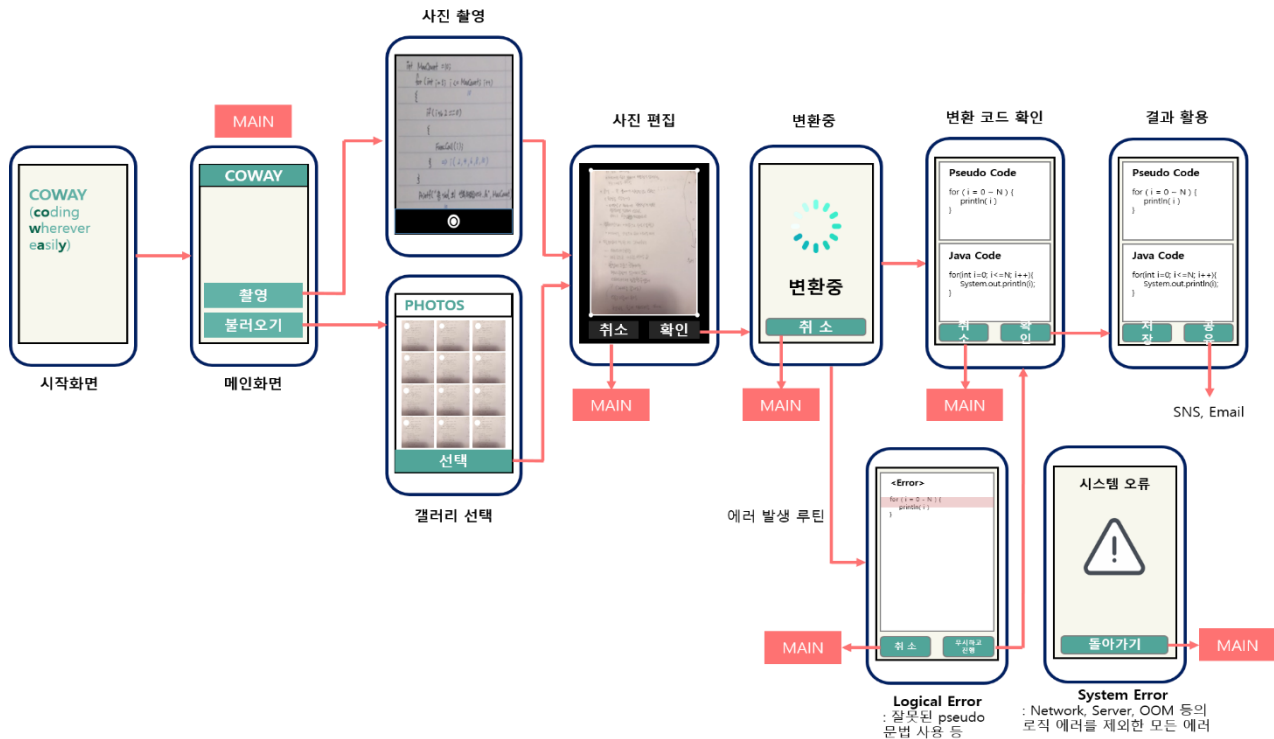 사진 촬영
MAIN
시작화면
COWAY
(coding
wherever
easily)
COWAY
촬영
불러오기
메인화면
PHOTOS
선택
갤러리 선택
사진 편집
취소
확인
MAIN
변환중
변환중
취 소
MAIN
변환 코드 확인
Pseudo Code
for ( i = 0 – N ) {
println( i )
}
Java Code
for(int i=0; i<=N; i++){
System.out.println(i);
}
취소
확인
MAIN
결과 활용
Pseudo Code
for ( i = 0 – N ) {
println( i )
}
Java Code
for(int i=0; i<=N; i++){
System.out.println(i);
}
저장
공유
SNS, Email
에러 발생 루틴
<Error>
for ( i = 0 – N ) {
println( i )
}
취 소
무시하고
진행
MAIN
Logical Error
: 잘못된 pseudo
문법 사용 등
시스템 오류
돌아가기
MAIN
System Error
: Network, Server, OOM 등의
로직 에러를 제외한 모든 에러